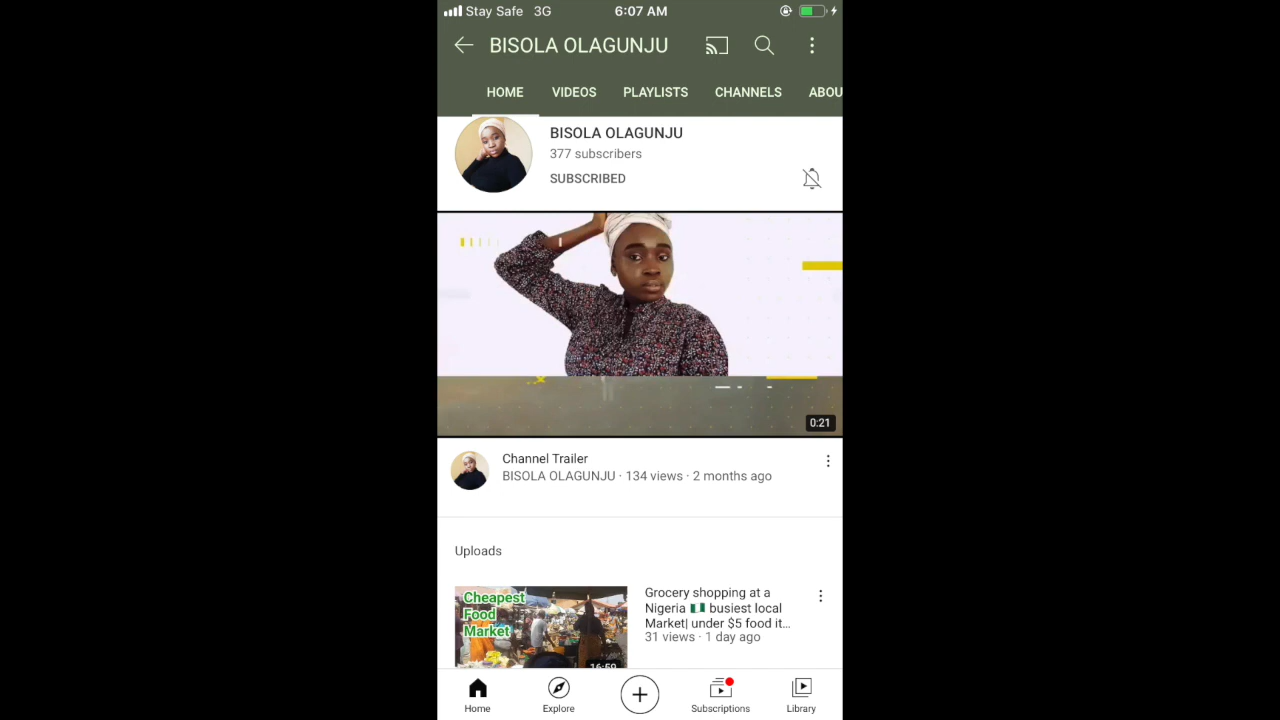 Stay Safe 3G 6:07 AM
BISOLA OLAGUNJU
HOME VIDEOS PLAYLISTS CHANNELS ABOU
BISOLA OLAGUNJU
377 subscribers
SUBSCRIBED
0:21
Channel Trailer
BISOLA OLAGUNJU · 134 views · 2 months ago
Uploads
Cheapest
Food
Market
16:59
Grocery shopping at a
Nigeria 🇳🇬 busiest local
Market| under $5 food it...
31 views · 1 day ago
Home Explore Subscriptions Library